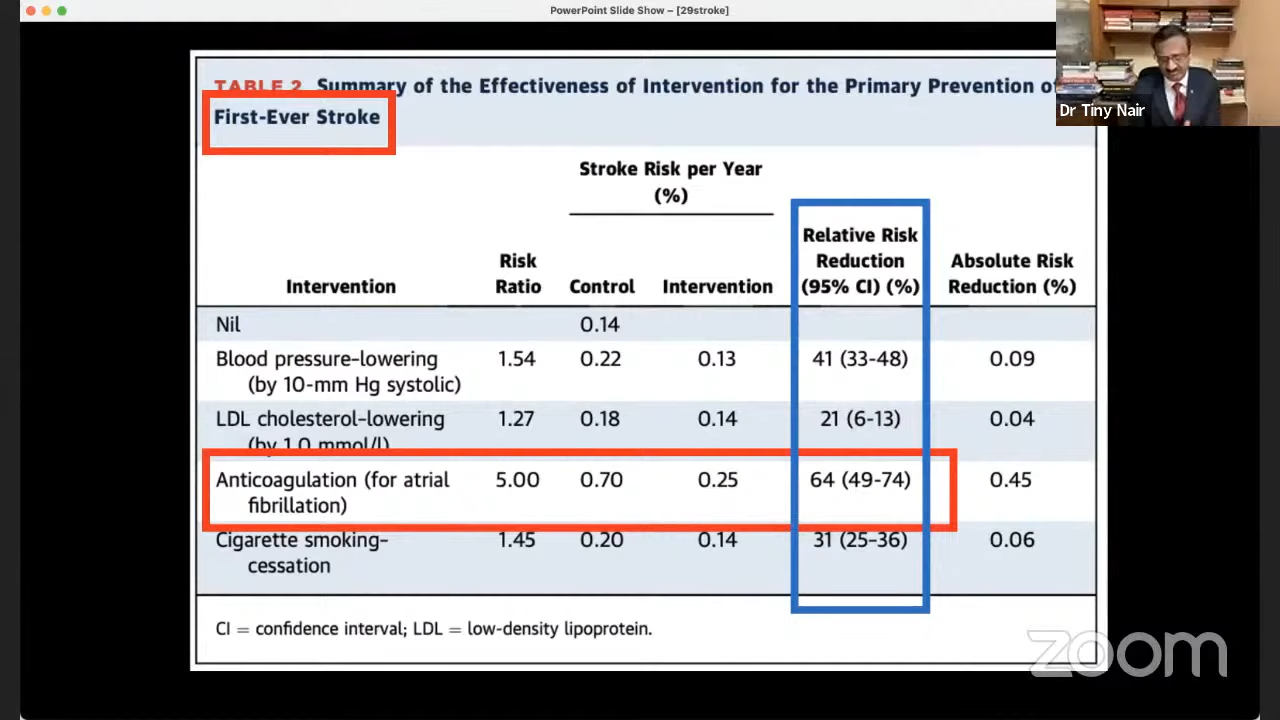 PowerPoint Slide Show – [29stroke]
Dr Tiny Nair
TABLE 2 Summary of the Effectiveness of Intervention for the Primary Prevention of
First-Ever Stroke
Stroke Risk per Year
(%)
Intervention Risk Ratio Control Intervention Relative Risk Reduction (95% CI) (%) Absolute Risk Reduction (%)
Nil 0.14
Blood pressure-lowering 1.54 0.22 0.13 41 (33-48) 0.09
(by 10-mm Hg systolic)
LDL cholesterol-lowering 1.27 0.18 0.14 21 (6-13) 0.04
(by 1.0 mmol/l)
Anticoagulation (for atrial 5.00 0.70 0.25 64 (49-74) 0.45
fibrillation)
Cigarette smoking- 1.45 0.20 0.14 31 (25-36) 0.06
cessation
CI = confidence interval; LDL = low-density lipoprotein.
zoom